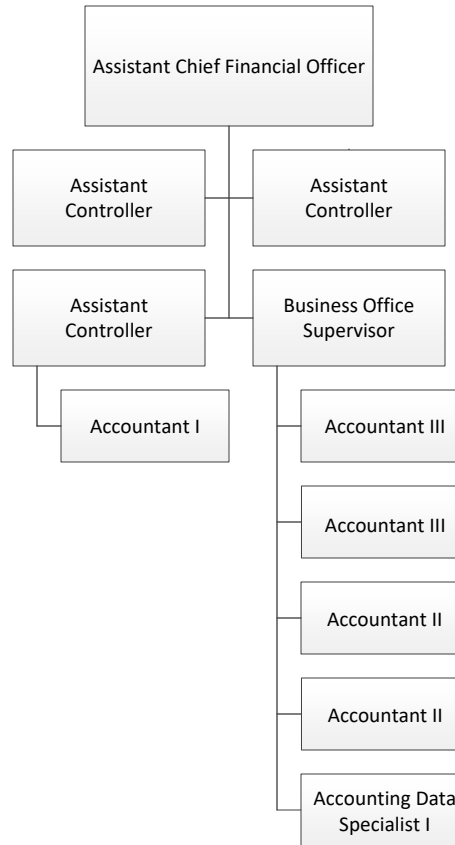 Assistant Chief Financial Officer
Assistant
Controller
Assistant
Controller
Assistant
Controller
Business Office
Supervisor
Accountant I
Accountant III
Accountant III
Accountant II
Accountant II
Accounting Data
Specialist I